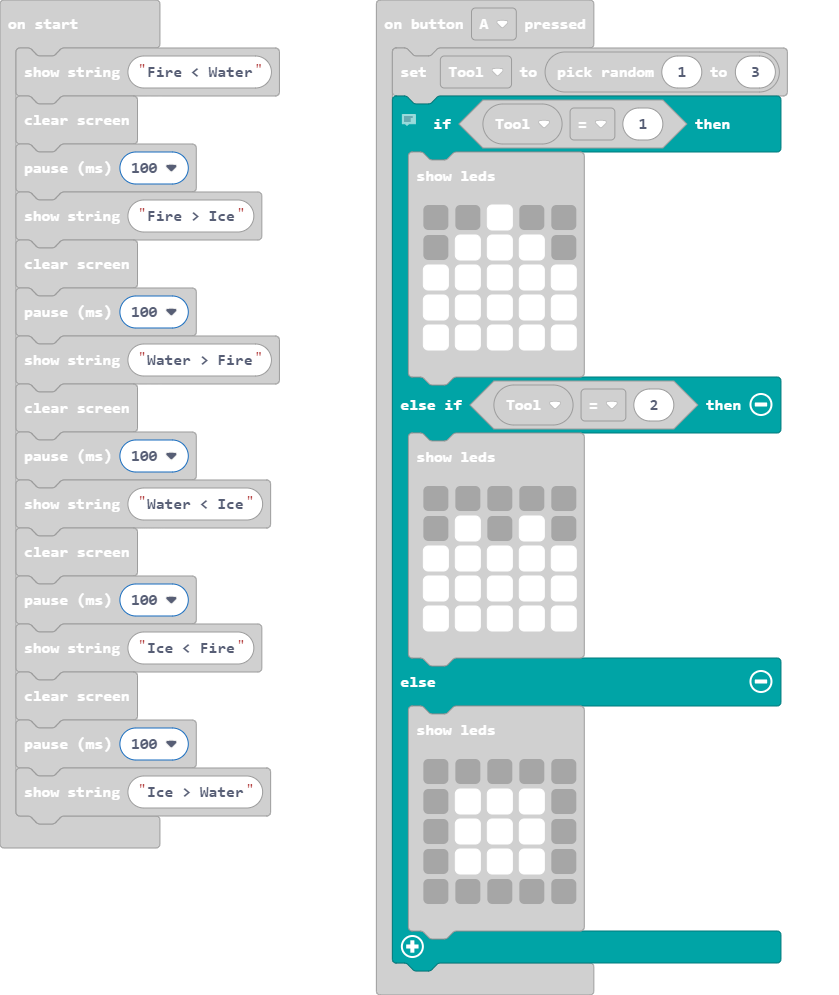 on start
show string "Fire < Water"
clear screen
pause (ms) 100
show string "Fire > Ice"
clear screen
pause (ms) 100
show string "Water > Fire"
clear screen
pause (ms) 100
show string "Water < Ice"
clear screen
pause (ms) 100
show string "Ice < Fire"
clear screen
pause (ms) 100
show string "Ice > Water"
on button A pressed
set Tool to pick random 1 to 3
if Tool = 1 then
show leds
else if Tool = 2 then
show leds
else
show leds